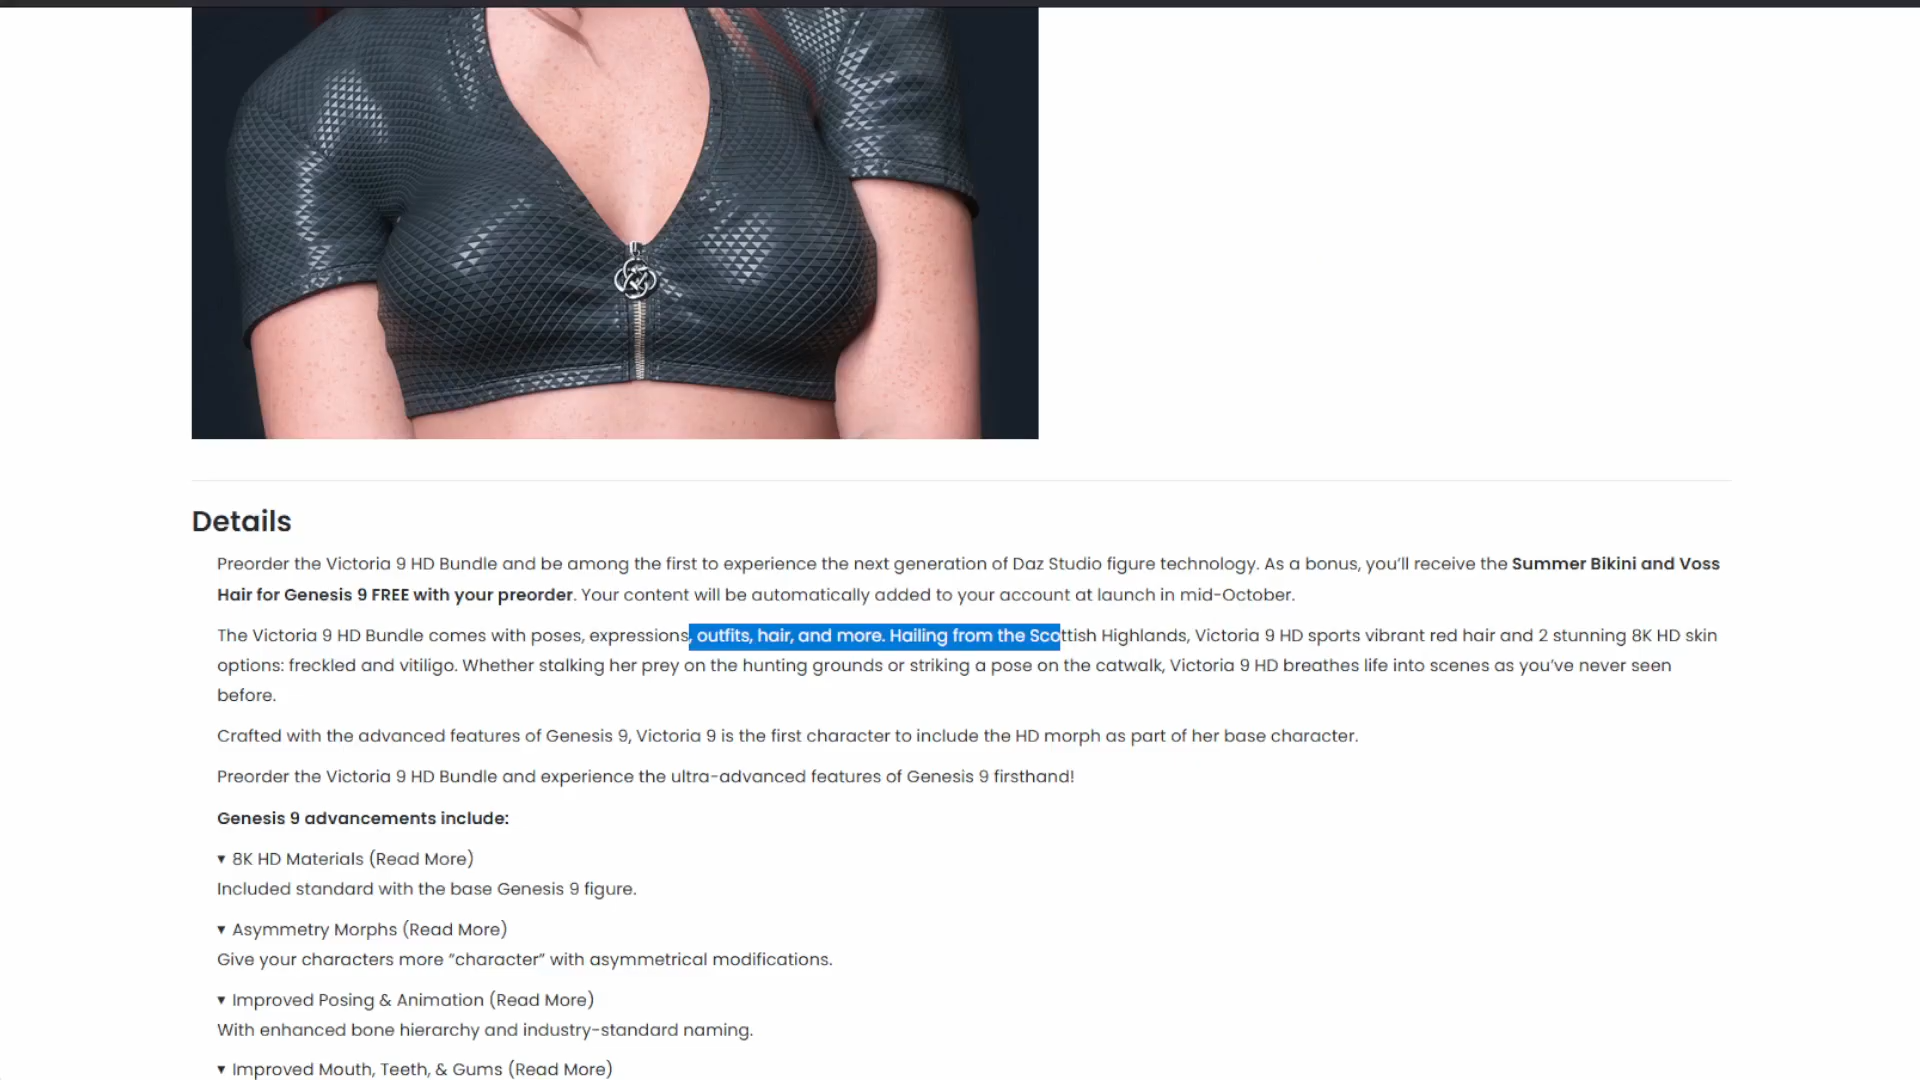 Details
Preorder the Victoria 9 HD Bundle and be among the first to experience the next generation of Daz Studio figure technology. As a bonus, you’ll receive the Summer Bikini and Voss
Hair for Genesis 9 FREE with your preorder. Your content will be automatically added to your account at launch in mid-October.
The Victoria 9 HD Bundle comes with poses, expressions, outfits, hair, and more. Hailing from the Scottish Highlands, Victoria 9 HD sports vibrant red hair and 2 stunning 8K HD skin
options: freckled and vitiligo. Whether stalking her prey on the hunting grounds or striking a pose on the catwalk, Victoria 9 HD breathes life into scenes as you’ve never seen
before.
Crafted with the advanced features of Genesis 9, Victoria 9 is the first character to include the HD morph as part of her base character.
Preorder the Victoria 9 HD Bundle and experience the ultra-advanced features of Genesis 9 firsthand!
Genesis 9 advancements include:
▾ 8K HD Materials (Read More)
Included standard with the base Genesis 9 figure.
▾ Asymmetry Morphs (Read More)
Give your characters more “character” with asymmetrical modifications.
▾ Improved Posing & Animation (Read More)
With enhanced bone hierarchy and industry-standard naming.
▾ Improved Mouth, Teeth, & Gums (Read More)